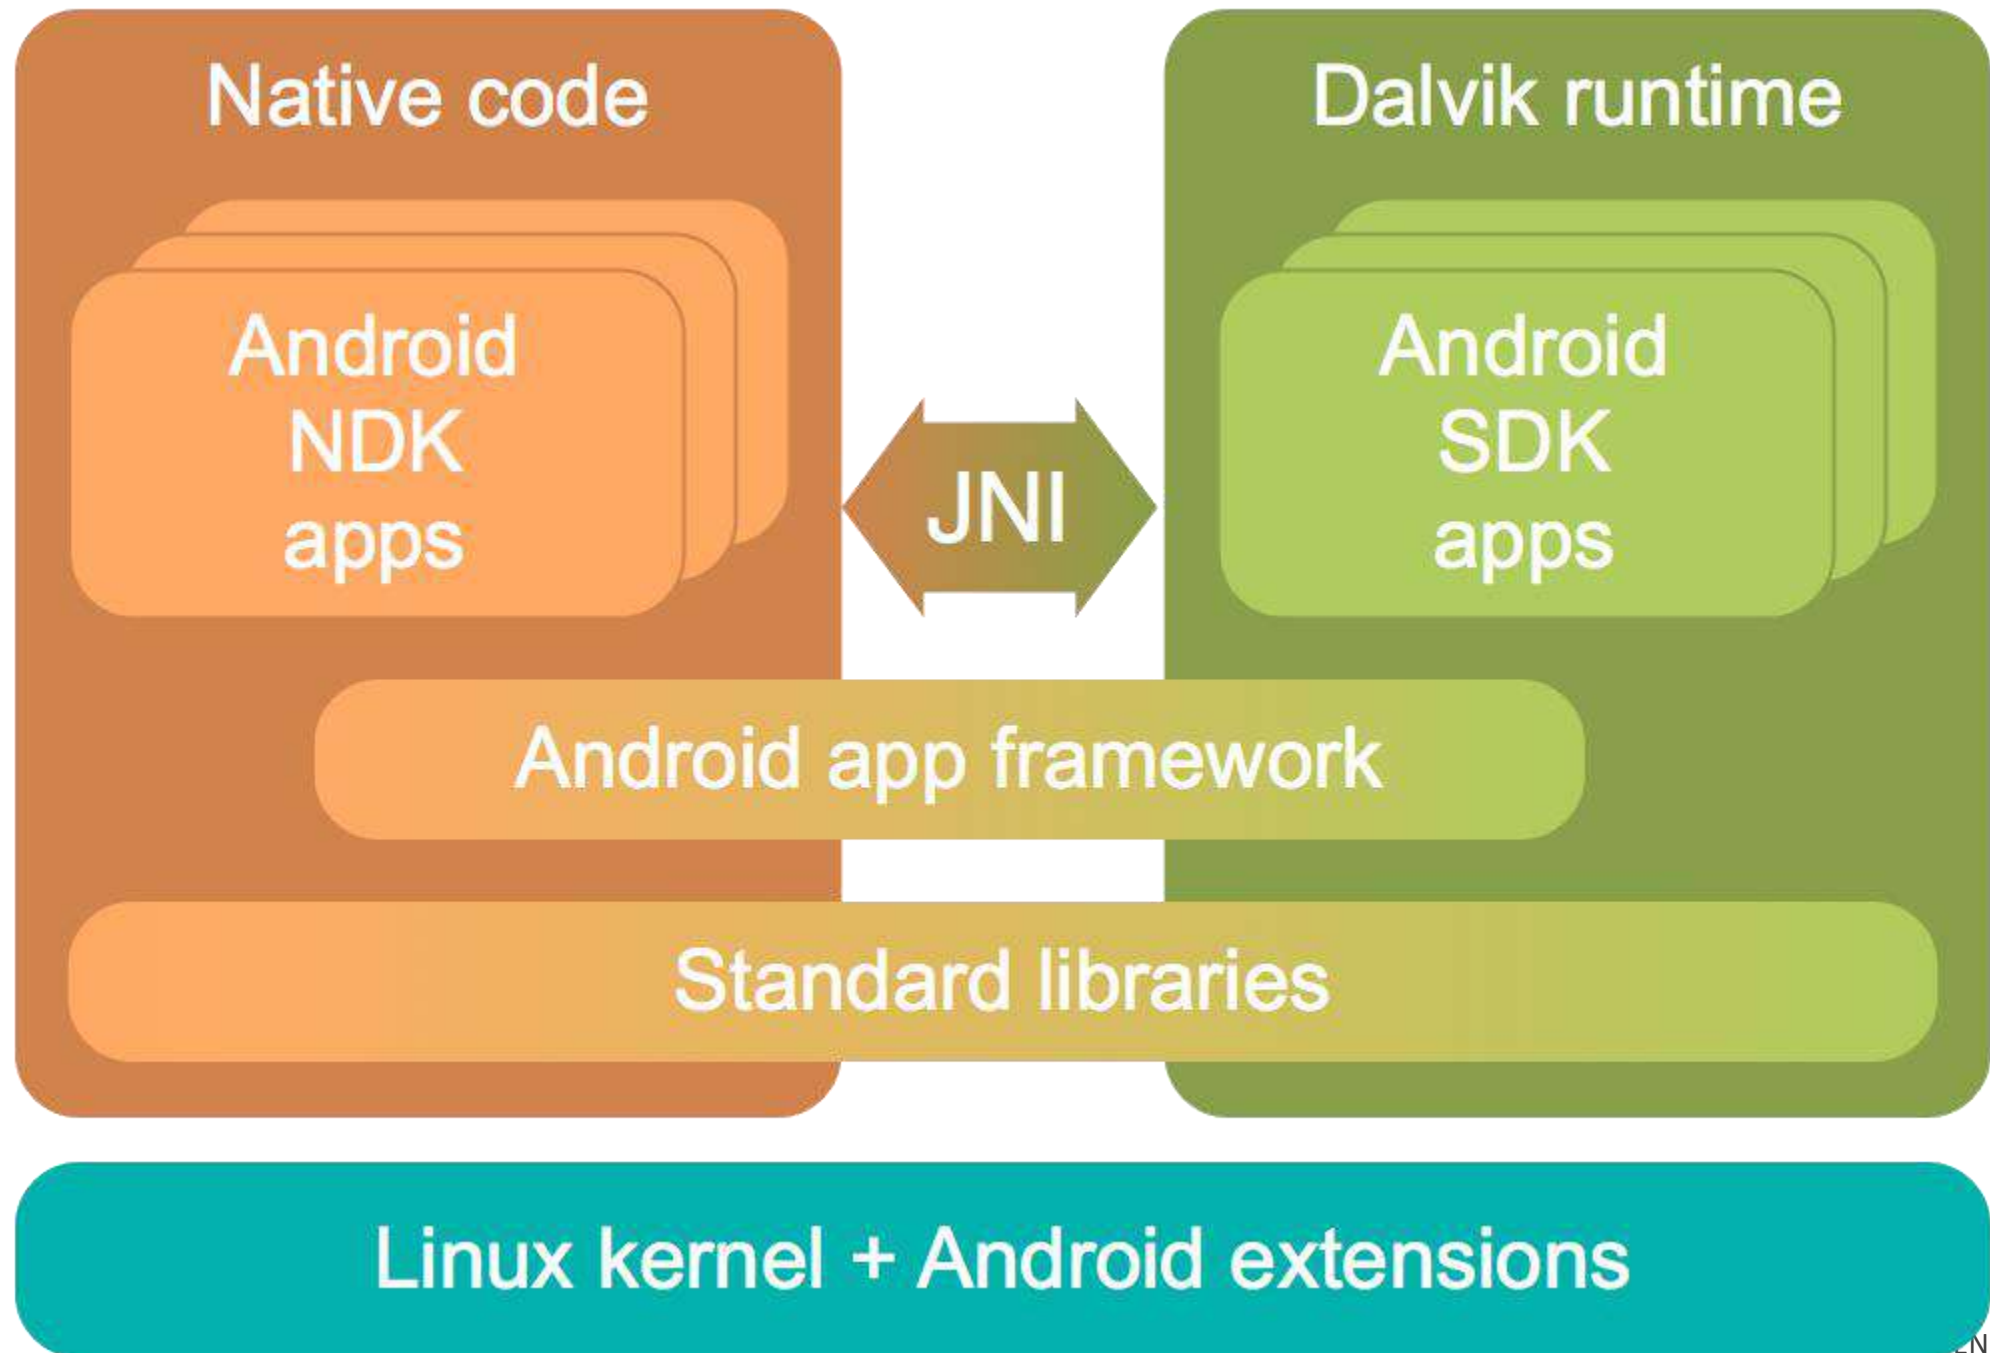 Native code
Dalvik runtime
Android
NDK
apps
JNI
Android
SDK
apps
Android app framework
Standard libraries
Linux kernel + Android extensions